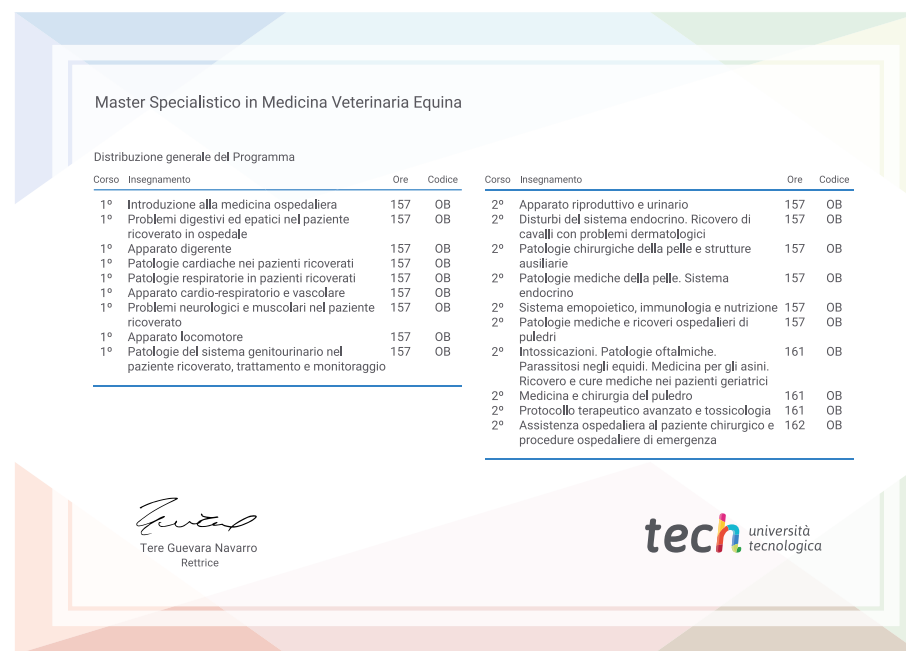 Master Specialistico in Medicina Veterinaria Equina
Distribuzione generale del Programma
Corso Insegnamento Ore Codice
1º Introduzione alla medicina ospedaliera 157 OB
1º Problemi digestivi ed epatici nel paziente 157 OB
ricoverato in ospedale
1º Apparato digerente 157 OB
1º Patologie cardiache nei pazienti ricoverati 157 OB
1º Patologie respiratorie in pazienti ricoverati 157 OB
1º Apparato cardio-respiratorio e vascolare 157 OB
1º Problemi neurologici e muscolari nel paziente 157 OB
ricoverato
1º Apparato locomotore 157 OB
1º Patologie del sistema genitourinario nel 157 OB
paziente ricoverato, trattamento e monitoraggio
Corso Insegnamento Ore Codice
2º Apparato riproduttivo e urinario 157 OB
2º Disturbi del sistema endocrino. Ricovero di 157 OB
cavalli con problemi dermatologici
2º Patologie chirurgiche della pelle e strutture 157 OB
ausiliarie
2º Patologie mediche della pelle. Sistema 157 OB
endocrino
2º Sistema emopoietico, immunologia e nutrizione 157 OB
2º Patologie mediche e ricoveri ospedalieri di 157 OB
puledri
2º Intossicazioni. Patologie oftalmiche. 161 OB
Parassitosi negli equidi. Medicina per gli asini.
Ricovero e cure mediche nei pazienti geriatrici
2º Medicina e chirurgia del puledro 161 OB
2º Protocollo terapeutico avanzato e tossicologia 161 OB
2º Assistenza ospedaliera al paziente chirurgico e 162 OB
procedure ospedaliere di emergenza
Tere Guevara Navarro
Rettrice
tech università
tecnologica